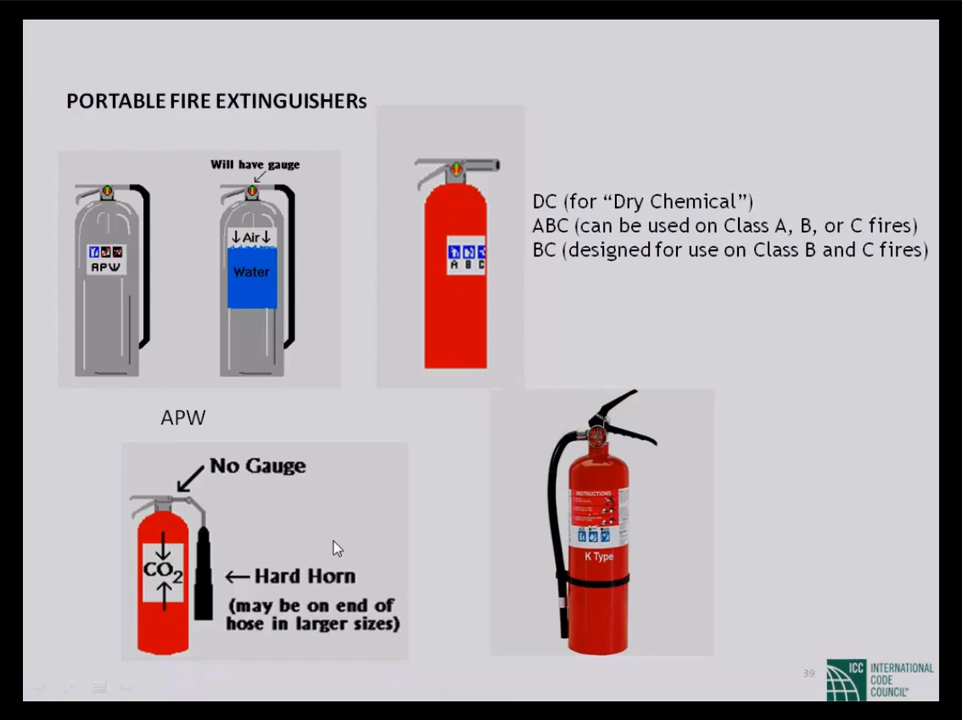 PORTABLE FIRE EXTINGUISHERs
Will have gauge
↓Air↓
Water
APW
A B C
DC (for “Dry Chemical”)
ABC (can be used on Class A, B, or C fires)
BC (designed for use on Class B and C fires)
APW
No Gauge
CO2
←Hard Horn
(may be on end of
hose in larger sizes)
INSTRUCTIONS
K Type
39
ICC INTERNATIONAL
CODE
COUNCIL®